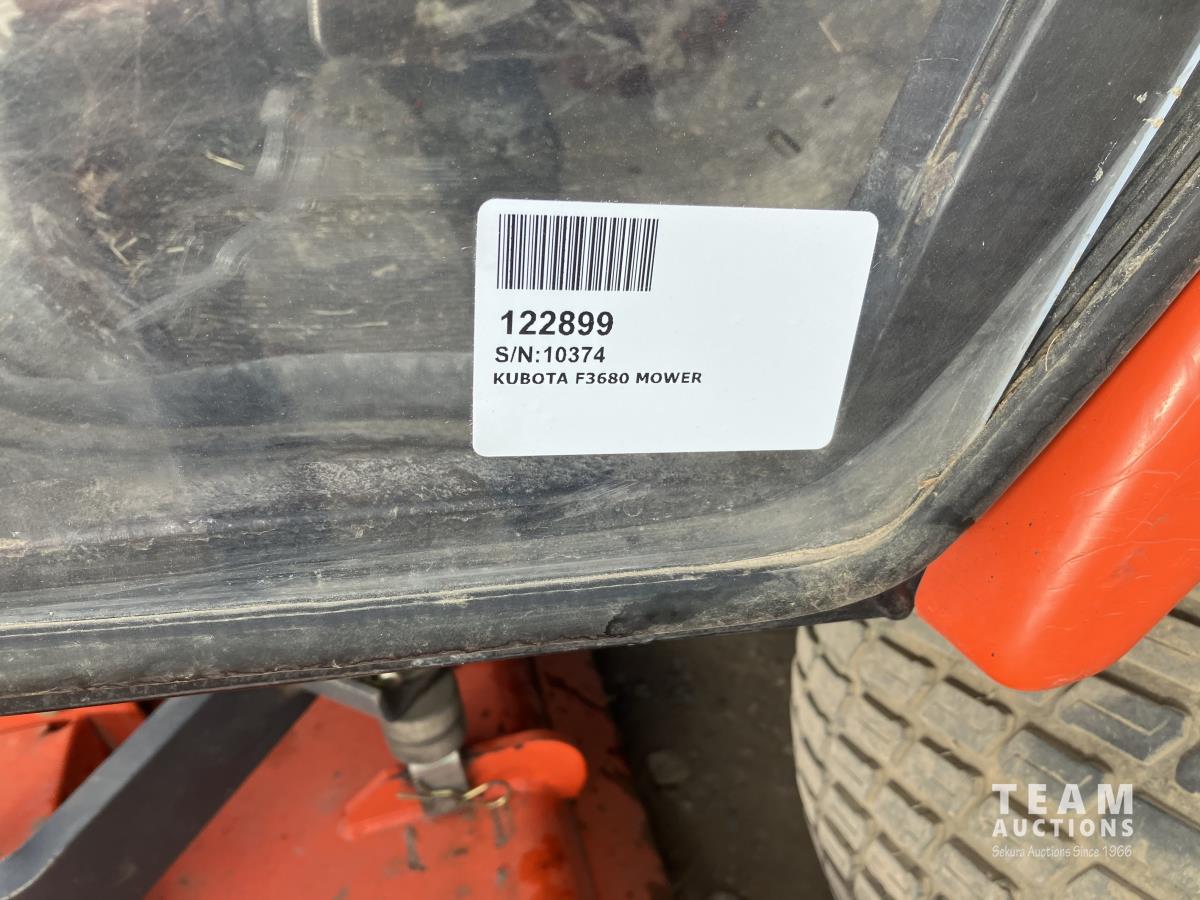 122899
S/N:10374
KUBOTA F3680 MOWER
TEAM
AUCTIONS
Sekura Auctions Since 1966